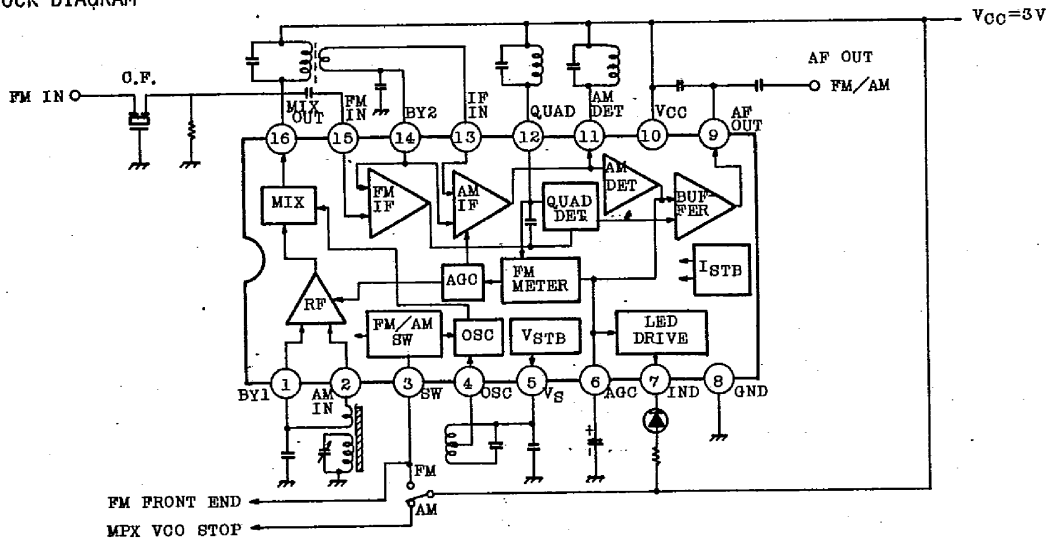 OCK DIAGRAM
VCC=3V
C.F.
FM IN
AF OUT
FM/AM
MIX OUT
FM IN
BY2
IF IN
QUAD
AM DET
VCC
AF OUT
16
15
14
13
12
11
10
9
MIX
FM IF
AM IF
QUAD DET.
AM DET
BUF-FER
ISTB
RF
AGC
FM METER
FM/AM SW
OSC
VSTB
LED DRIVE
1
2
3
4
5
6
7
8
BY1
AM IN
SW
OSC
VS
AGC
IND
GND
+
-
FM
AM
FM FRONT END
MPX VCO STOP